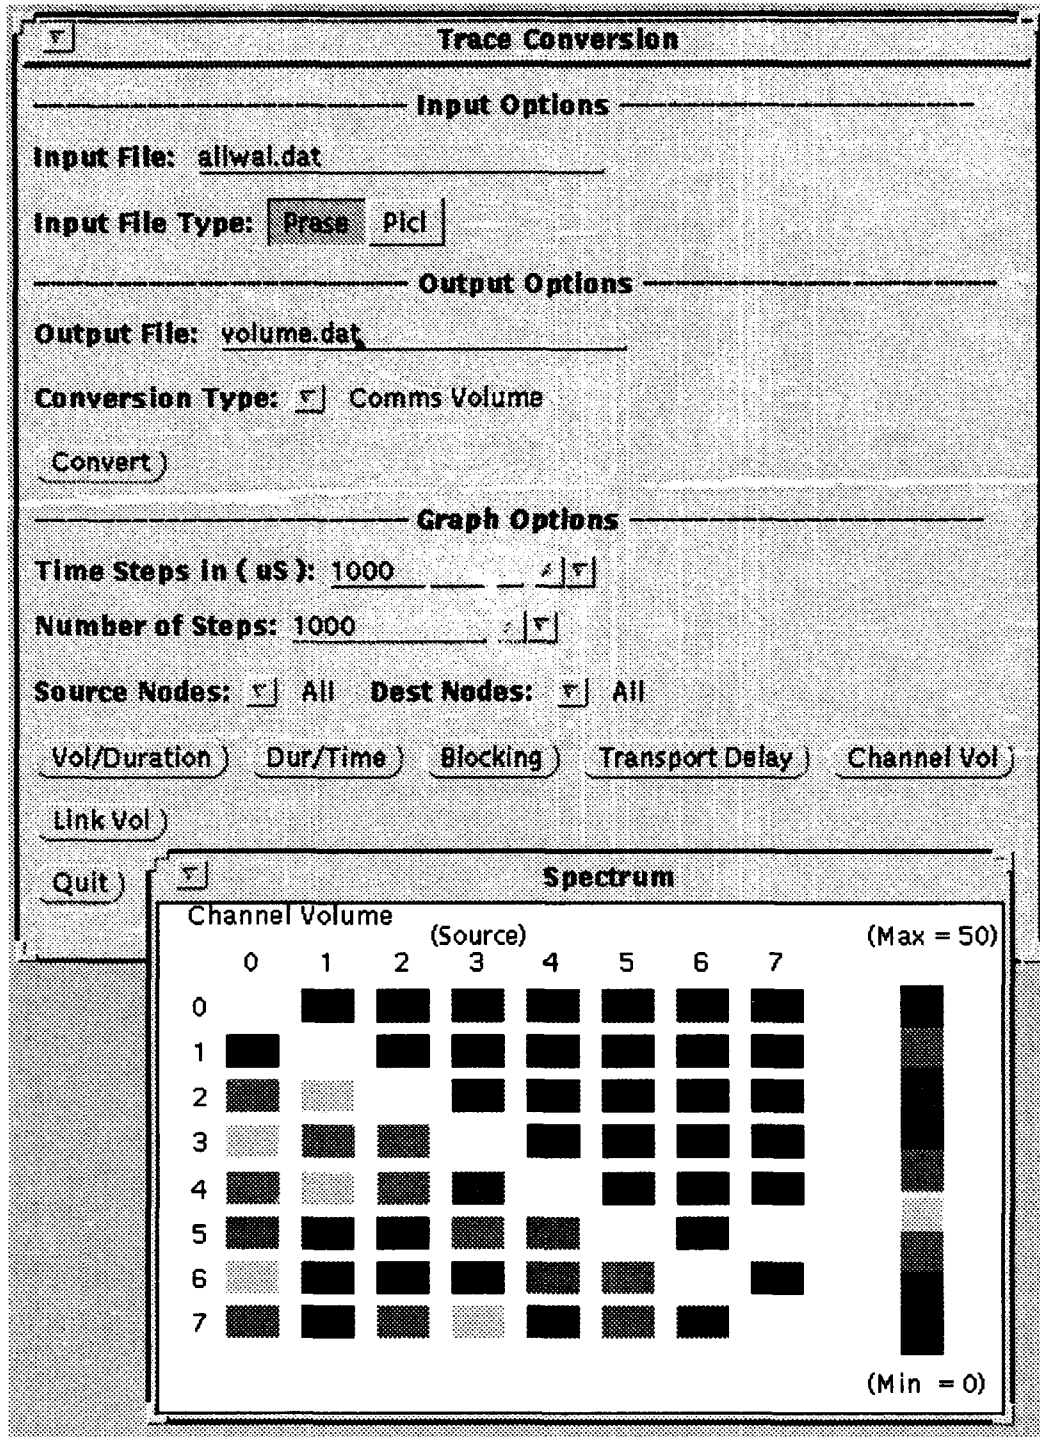 Trace Conversion
Input Options
Input File: allwal.dat
Input File Type: Prase Picl
Output Options
Output File: volume.dat
Conversion Type: Comms Volume
Convert
Graph Options
Time Steps in ( uS ): 1000
Number of Steps: 1000
Source Nodes: All Dest Nodes: All
Vol/Duration Dur/Time Blocking Transport Delay Channel Vol
Link Vol
Quit
Spectrum
Channel Volume
(Source) (Max = 50)
0 1 2 3 4 5 6 7
0
1
2
3
4
5
6
7
(Min = 0)